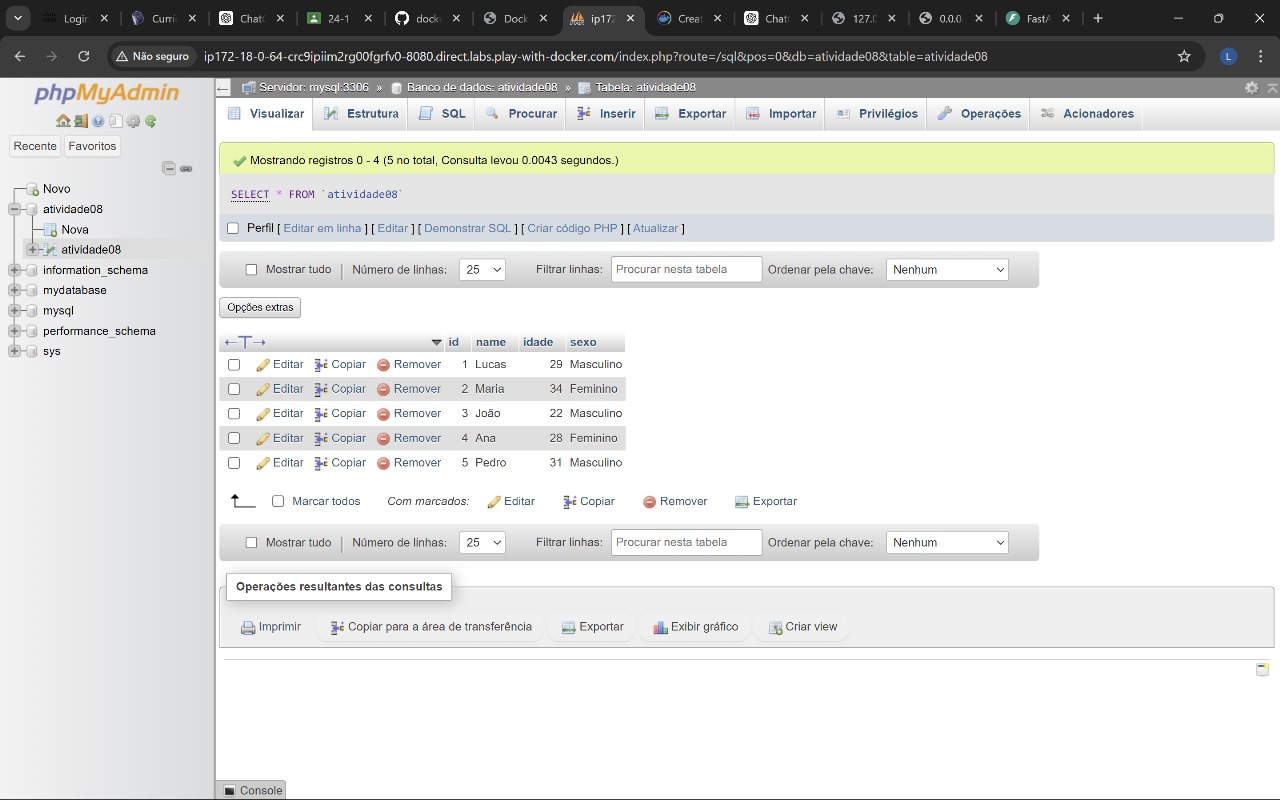 Login
Curric
ChatG
24-1
docke
Dock
ip172
Creat
ChatG
127.0
0.0.0.
FastA
Não seguro
ip172-18-0-64-crc9ipiim2rg00fgrfv0-8080.direct.labs.play-with-docker.com/index.php?route=/sql&pos=0&db=atividade08&table=atividade08
L
phpMyAdmin
Recente Favoritos
Novo
atividade08
Nova
atividade08
information_schema
mydatabase
mysql
performance_schema
sys
Servidor: mysql:3306 » Banco de dados: atividade08 » Tabela: atividade08
Visualizar Estrutura SQL Procurar Inserir Exportar Importar Privilégios Operações Acionadores
Mostrando registros 0 - 4 (5 no total, Consulta levou 0.0043 segundos.)
SELECT * FROM `atividade08`
Perfil [ Editar em linha ] [ Editar ] [ Demonstrar SQL ] [ Criar código PHP ] [ Atualizar ]
Mostrar tudo | Número de linhas: 25 Filtrar linhas: Procurar nesta tabela Ordenar pela chave: Nenhum
Opções extras
←T→ id name idade sexo
Editar Copiar Remover 1 Lucas 29 Masculino
Editar Copiar Remover 2 Maria 34 Feminino
Editar Copiar Remover 3 João 22 Masculino
Editar Copiar Remover 4 Ana 28 Feminino
Editar Copiar Remover 5 Pedro 31 Masculino
Marcar todos Com marcados: Editar Copiar Remover Exportar
Mostrar tudo | Número de linhas: 25 Filtrar linhas: Procurar nesta tabela Ordenar pela chave: Nenhum
Operações resultantes das consultas
Imprimir Copiar para a área de transferência Exportar Exibir gráfico Criar view
Console